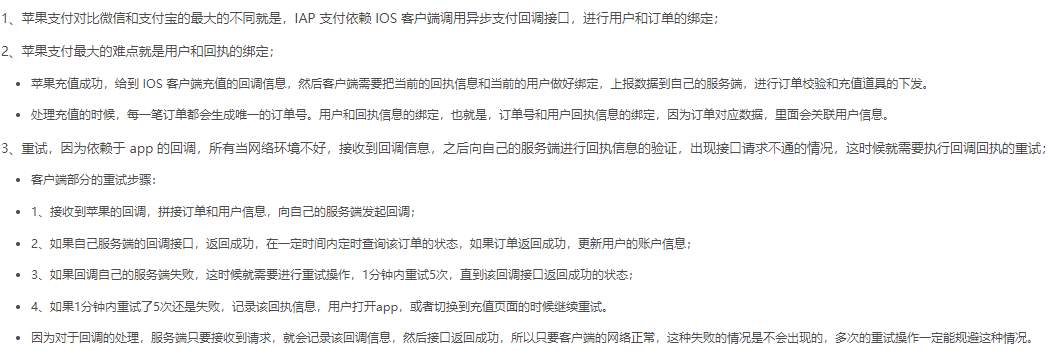 1、苹果支付对比微信和支付宝的最大的不同就是，IAP 支付依赖 IOS 客户端调用异步支付回调接口，进行用户和订单的绑定；
2、苹果支付最大的难点就是用户和回执的绑定；
• 苹果充值成功，给到 IOS 客户端充值的回调信息，然后客户端需要把当前的回执信息和当前的用户做好绑定，上报数据到自己的服务端，进行订单校验和充值道具的下发。
• 处理充值的时候，每一笔订单都会生成唯一的订单号。用户和回执信息的绑定，也就是，订单号和用户回执信息的绑定，因为订单对应数据，里面会关联用户信息。
3、重试，因为依赖于 app 的回调，所有当网络环境不好，接收到回调信息，之后向自己的服务端进行回执信息的验证，出现接口请求不通的情况，这时候就需要执行回调回执的重试；
• 客户端部分的重试步骤：
• 1、接收到苹果的回调，拼接订单和用户信息，向自己的服务端发起回调；
• 2、如果自己服务端的回调接口，返回成功，在一定时间内定时查询该订单的状态，如果订单返回成功，更新用户的账户信息；
• 3、如果回调自己的服务端失败，这时候就需要进行重试操作，1分钟内重试5次，直到该回调接口返回成功的状态；
• 4、如果1分钟内重试了5次还是失败，记录该回执信息，用户打开app，或者切换到充值页面的时候继续重试。
• 因为对于回调的处理，服务端只要接收到请求，就会记录该回调信息，然后接口返回成功，所以只要客户端的网络正常，这种失败的情况是不会出现的，多次的重试操作一定能规避这种情况。